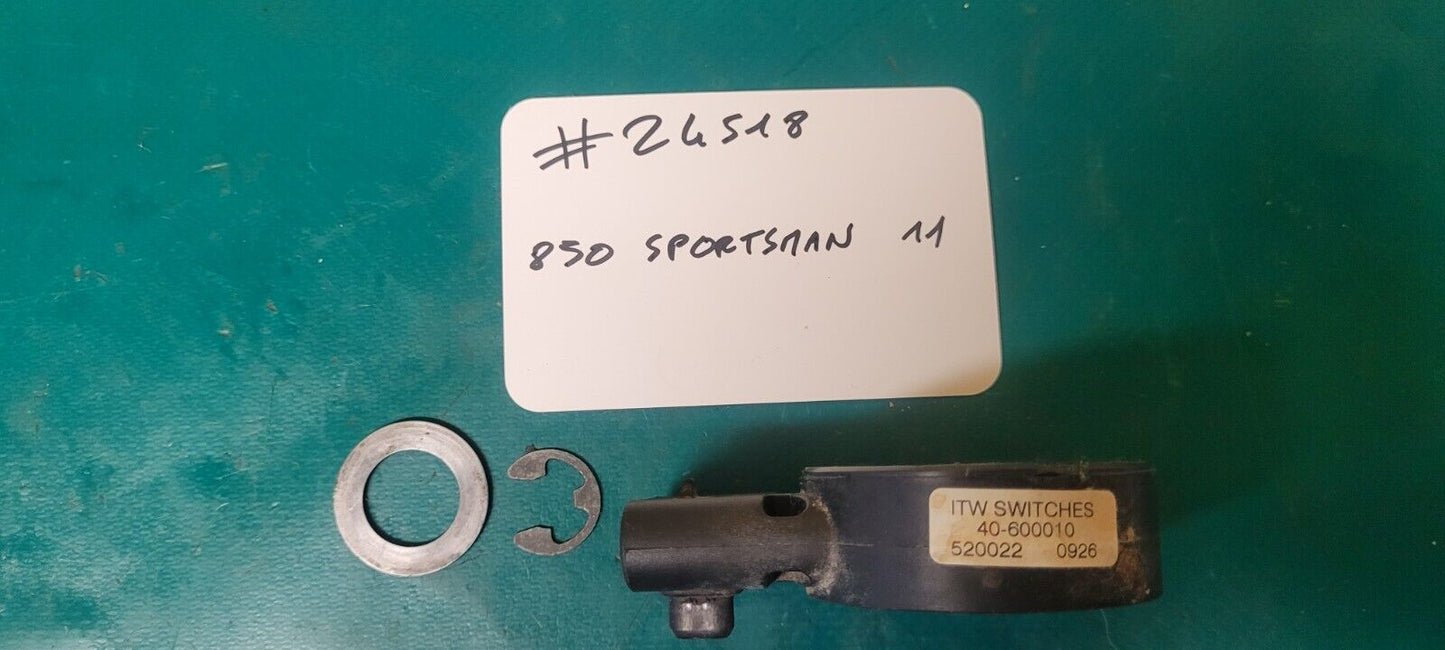 #24518
850 SPORTSMAN 11
ITW SWITCHES
40-600010
520022 0926